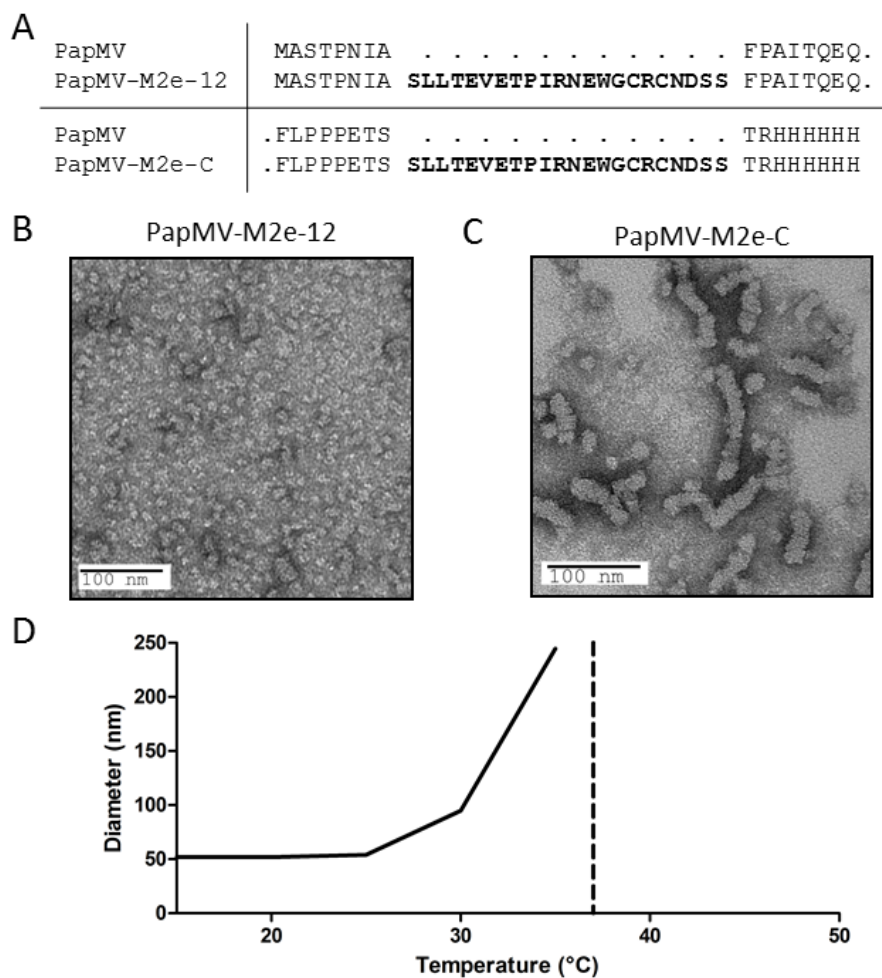 A
PapMV MASTPNIA . . . . . . . . . . . . FPAITQEQ.
PapMV-M2e-12 MASTPNIA SLLTEVETPIRNEWGCRCNDSS FPAITQEQ.
PapMV .FLPPPETS . . . . . . . . . . . . TRHHHHHH
PapMV-M2e-C .FLPPPETS SLLTEVETPIRNEWGCRCNDSS TRHHHHHH
B PapMV-M2e-12
100 nm
C PapMV-M2e-C
100 nm
D
Diameter (nm)
250
200
150
100
50
0
20 30 40 50
Temperature (°C)